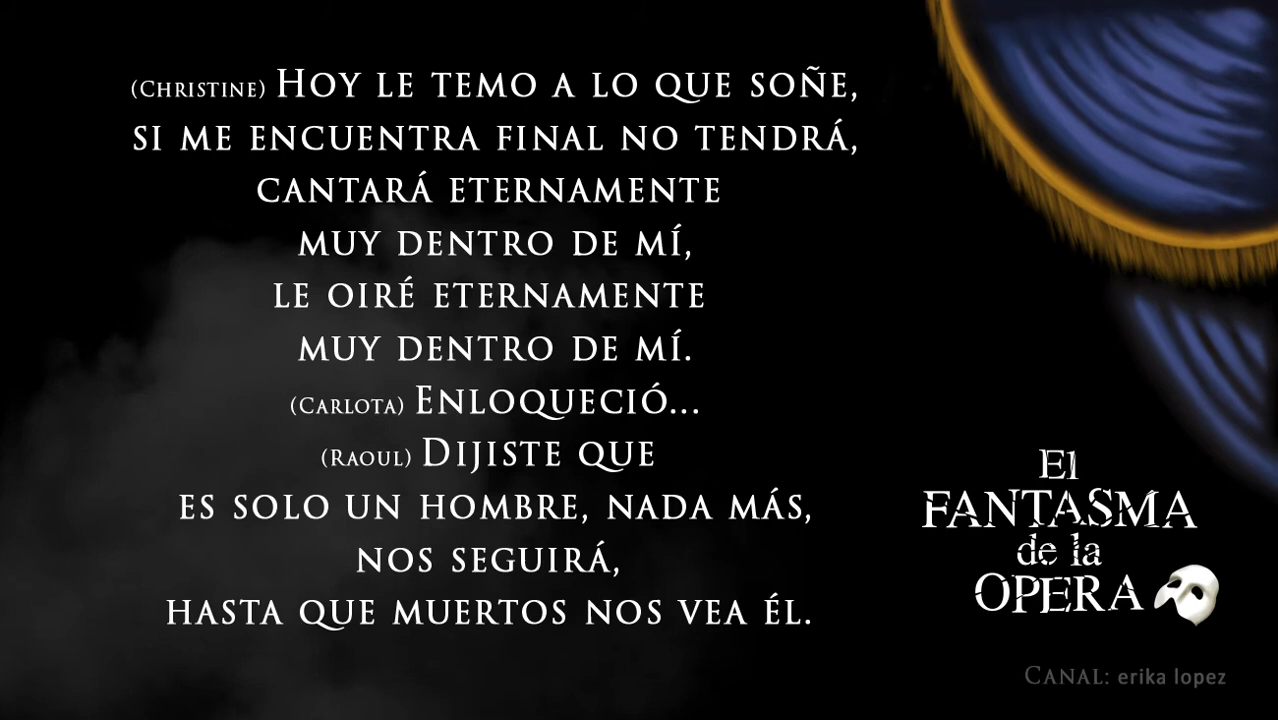 (Christine) Hoy le temo a lo que soñe,
si me encuentra final no tendrá,
cantará eternamente
muy dentro de mí,
le oiré eternamente
muy dentro de mí.
(Carlota) Enloqueció...
(Raoul) Dijiste que
es solo un hombre, nada más,
nos seguirá,
hasta que muertos nos vea él.
El
FANTASMA
de la
OPERA
Canal: erika lopez